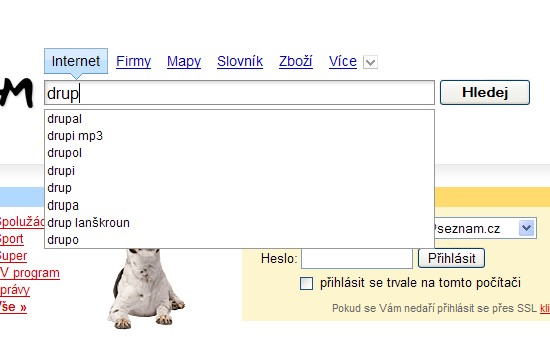 Internet Firmy Mapy Slovník Zboží Více
M drup Hledej
drupal
drupi mp3
drupol
drupi
drup
drupa
drup lanškroun
drupo
Spolužác
Sport
Super
TV program
Zprávy
Vše »
seznam.cz
Heslo: Přihlásit
přihlásit se trvale na tomto počítači
Pokud se Vám nedaří přihlásit se přes SSL kli